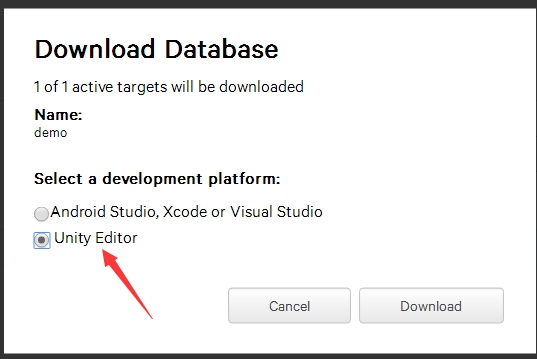 Download Database
1 of 1 active targets will be downloaded
Name:
demo
Select a development platform:
Android Studio, Xcode or Visual Studio
Unity Editor
Cancel
Download